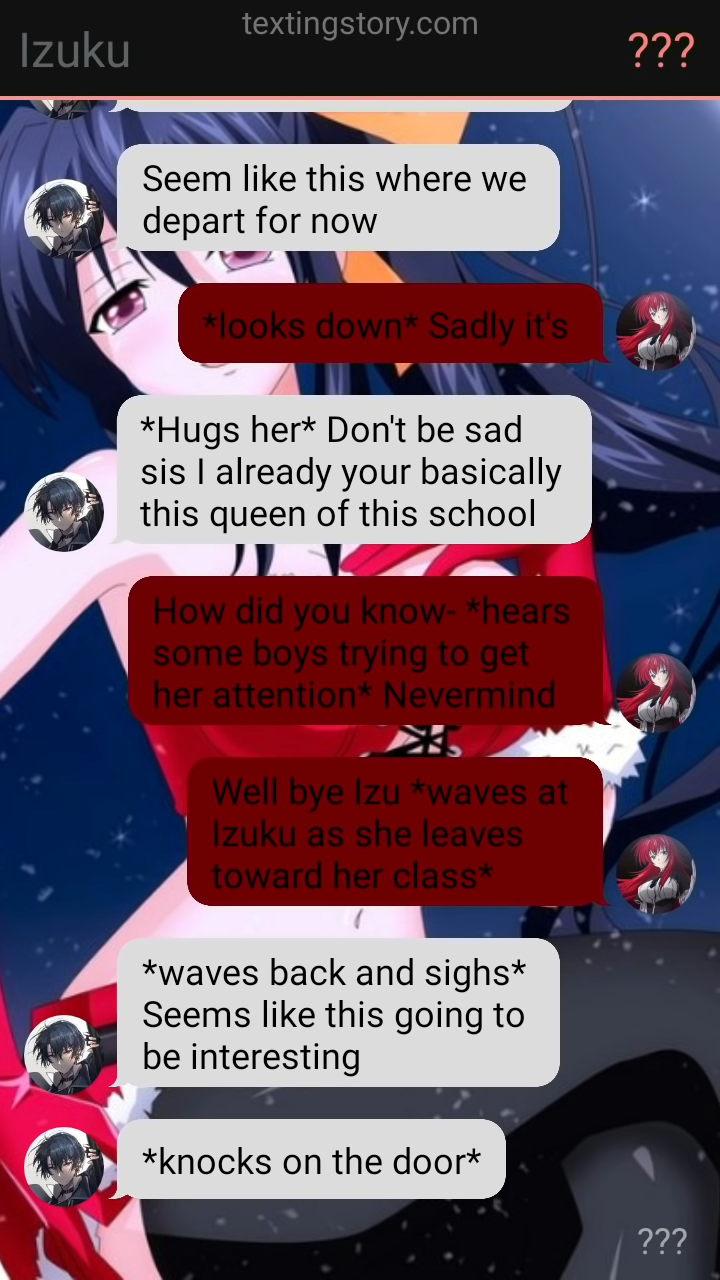 textingstory.com
Izuku
???
Seem like this where we
depart for now
*looks down* Sadly it's
*Hugs her* Don't be sad
sis I already your basically
this queen of this school
How did you know- *hears
some boys trying to get
her attention* Nevermind
Well bye Izu *waves at
Izuku as she leaves
toward her class*
*waves back and sighs*
Seems like this going to
be interesting
*knocks on the door*
???